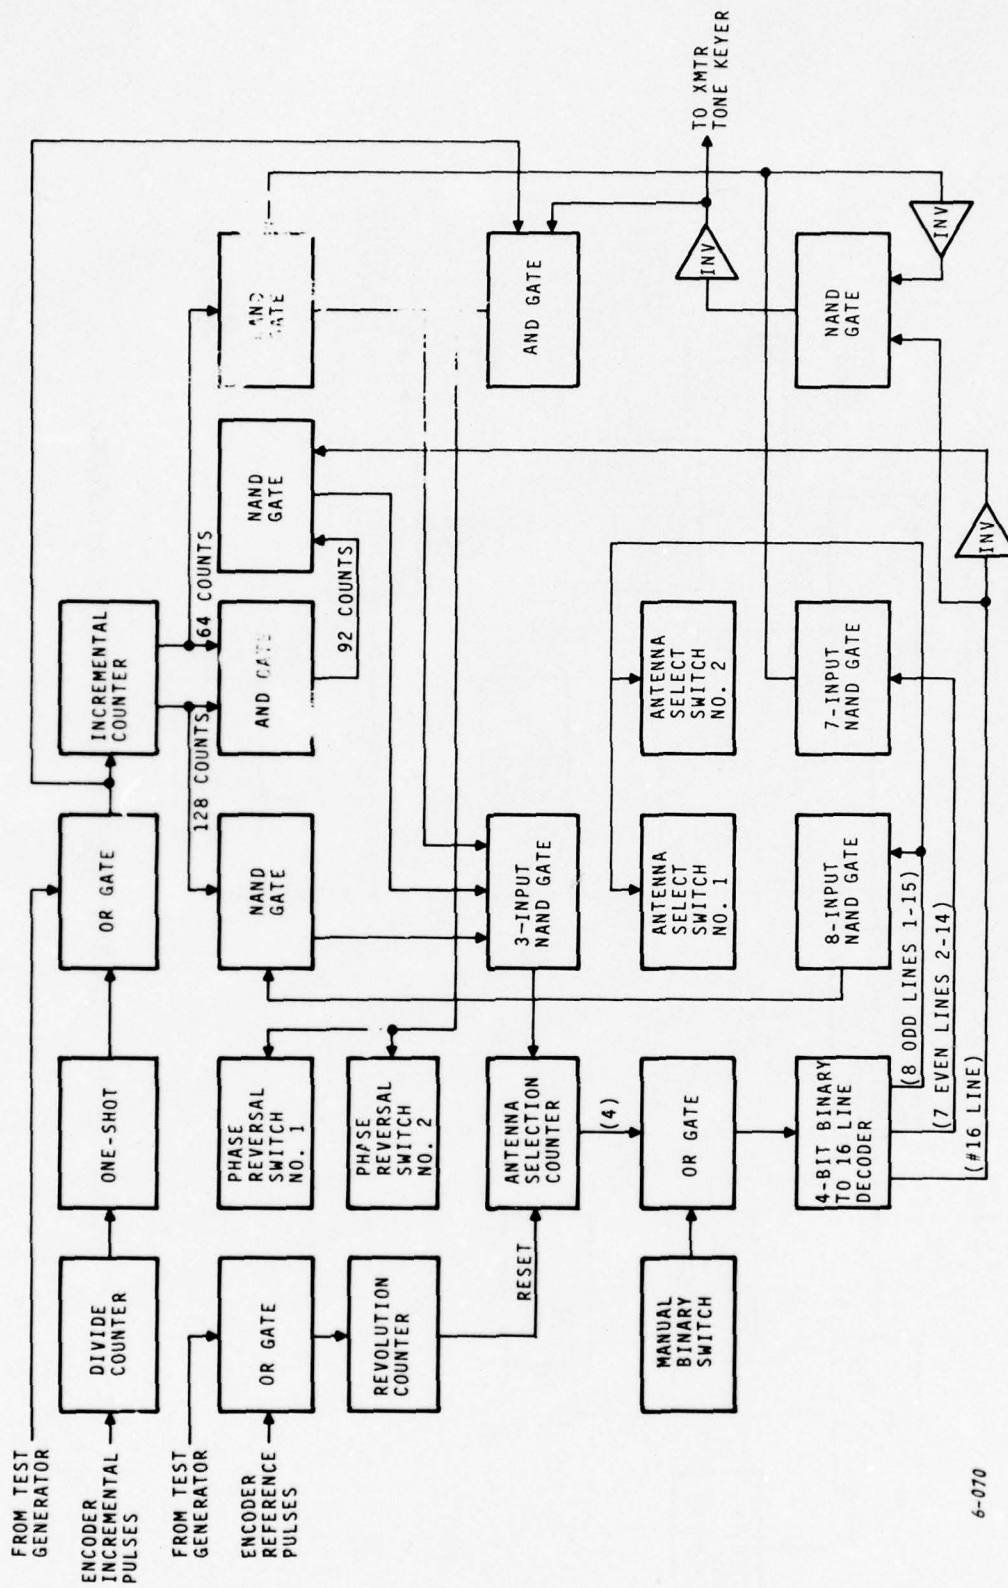 FROM TEST
GENERATOR
ENCODER
INCREMENTAL
PULSES
DIVIDE
COUNTER
ONE-SHOT
OR GATE
INCREMENTAL
COUNTER
128 COUNTS
64 COUNTS
FROM TEST
GENERATOR
ENCODER
REFERENCE
PULSES
OR GATE
REVOLUTION
COUNTER
PHASE
REVERSAL
SWITCH
NO. 1
PHASE
REVERSAL
SWITCH
NO. 2
NAND
GATE
AND GATE
92 COUNTS
NAND
GATE
GATE
RESET
ANTENNA
SELECTION
COUNTER
3-INPUT
NAND GATE
AND GATE
(4)
MANUAL
BINARY
SWITCH
OR GATE
ANTENNA
SELECT
SWITCH
NO. 1
ANTENNA
SELECT
SWITCH
NO. 2
INV
TO XMTR
TONE KEYER
4-BIT BINARY
TO 16 LINE
DECODER
8-INPUT
NAND GATE
7-INPUT
NAND GATE
NAND
GATE
INV
(8 ODD LINES 1-15)
(7 EVEN LINES 2-14)
(#16 LINE)
INV
6-070